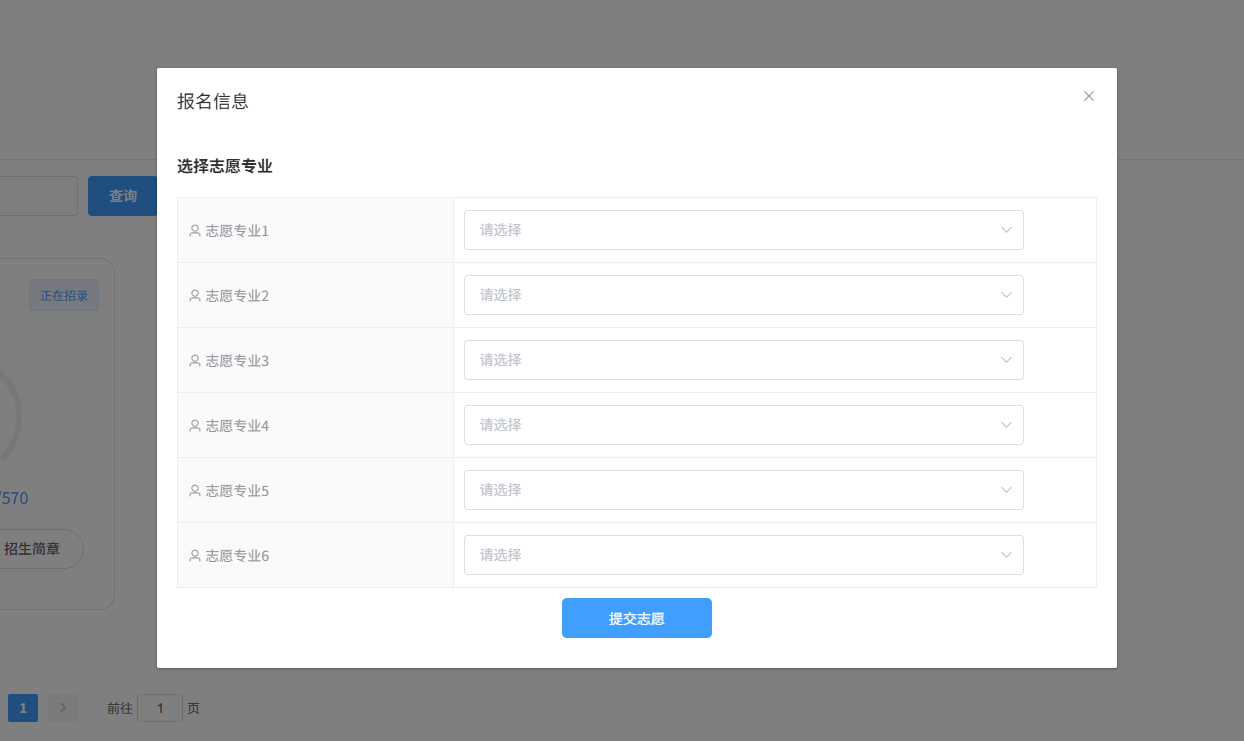 报名信息
选择志愿专业
查询
志愿专业1 请选择
志愿专业2 请选择
正在招录
志愿专业3 请选择
志愿专业4 请选择
志愿专业5 请选择
/570
招生简章
志愿专业6 请选择
提交志愿
1 前往 1 页